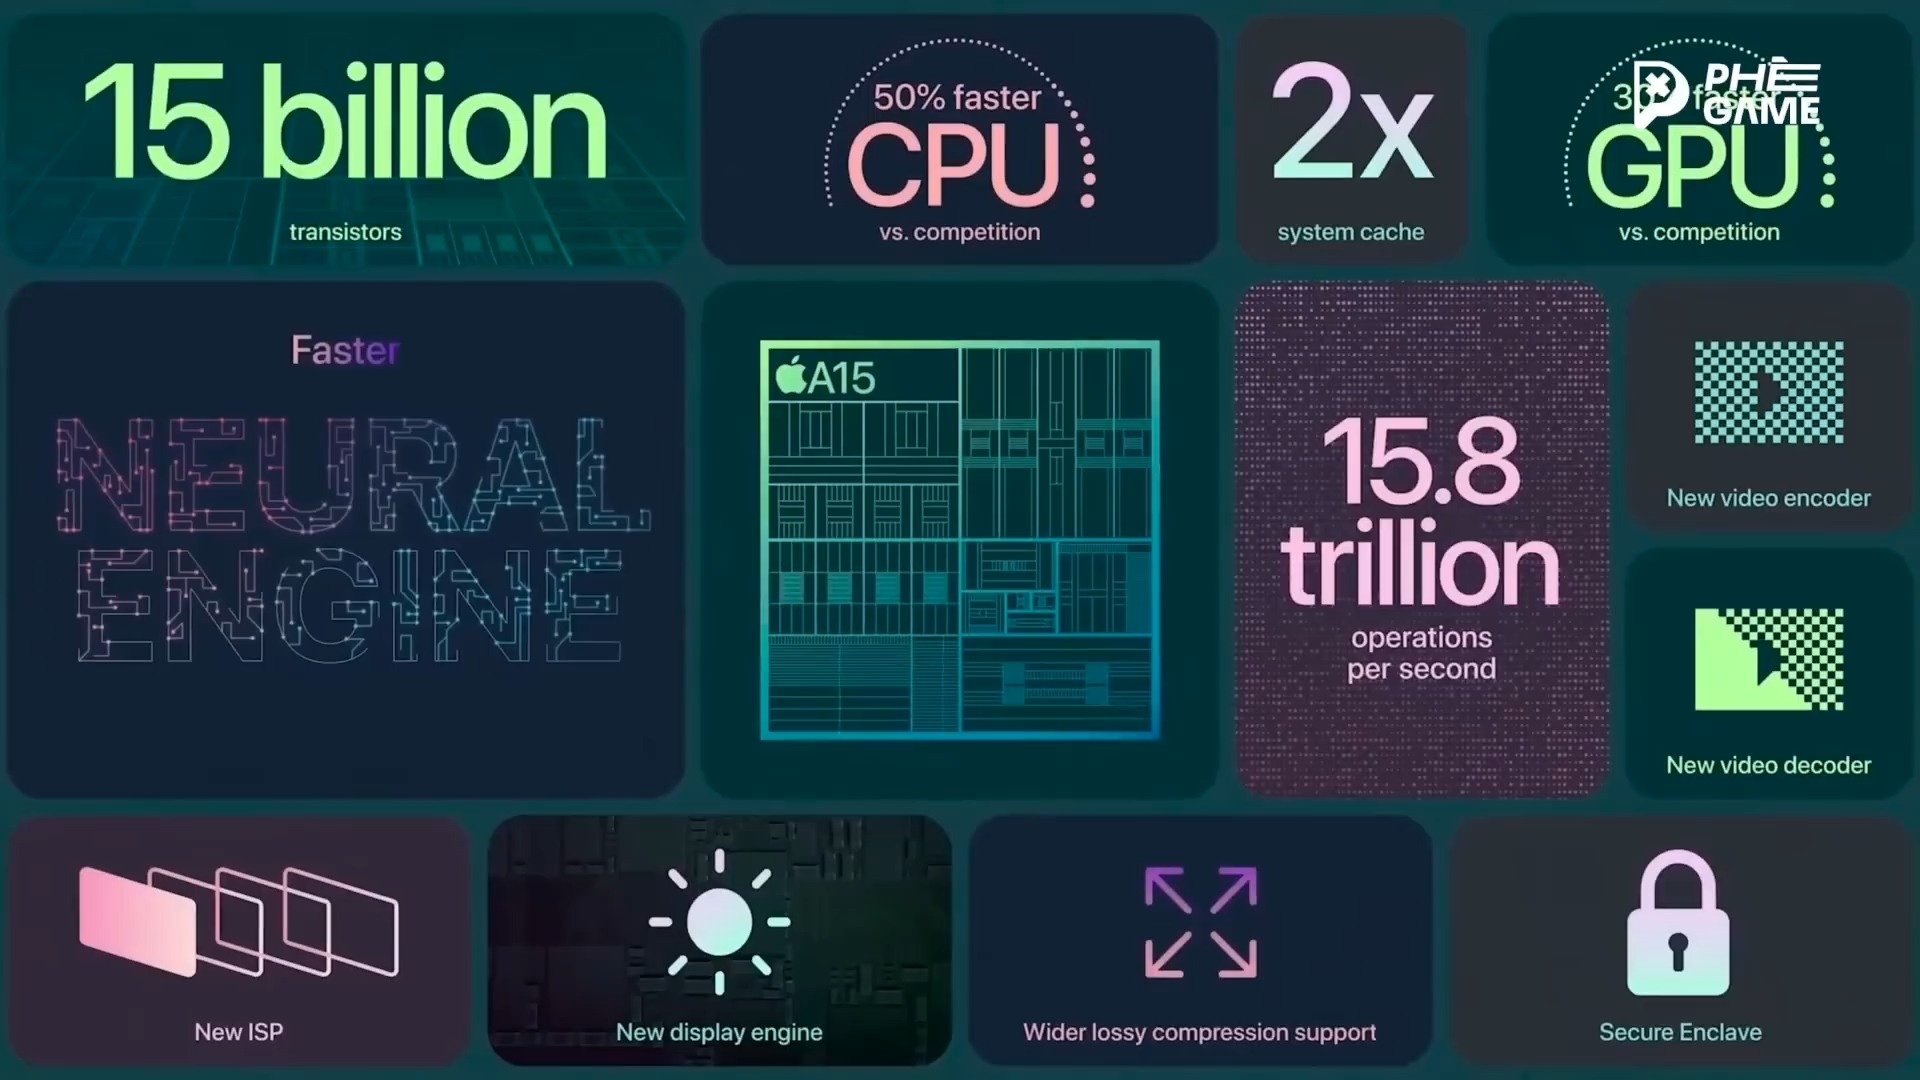 15 billion
transistors
50% faster
CPU
vs. competition
2x
system cache
faster
GPU
vs. competition
PHÊ
GAME
Faster
NEURAL
ENGINE
A15
15.8
trillion
operations
per second
New video encoder
New video decoder
New ISP
New display engine
Wider lossy compression support
Secure Enclave